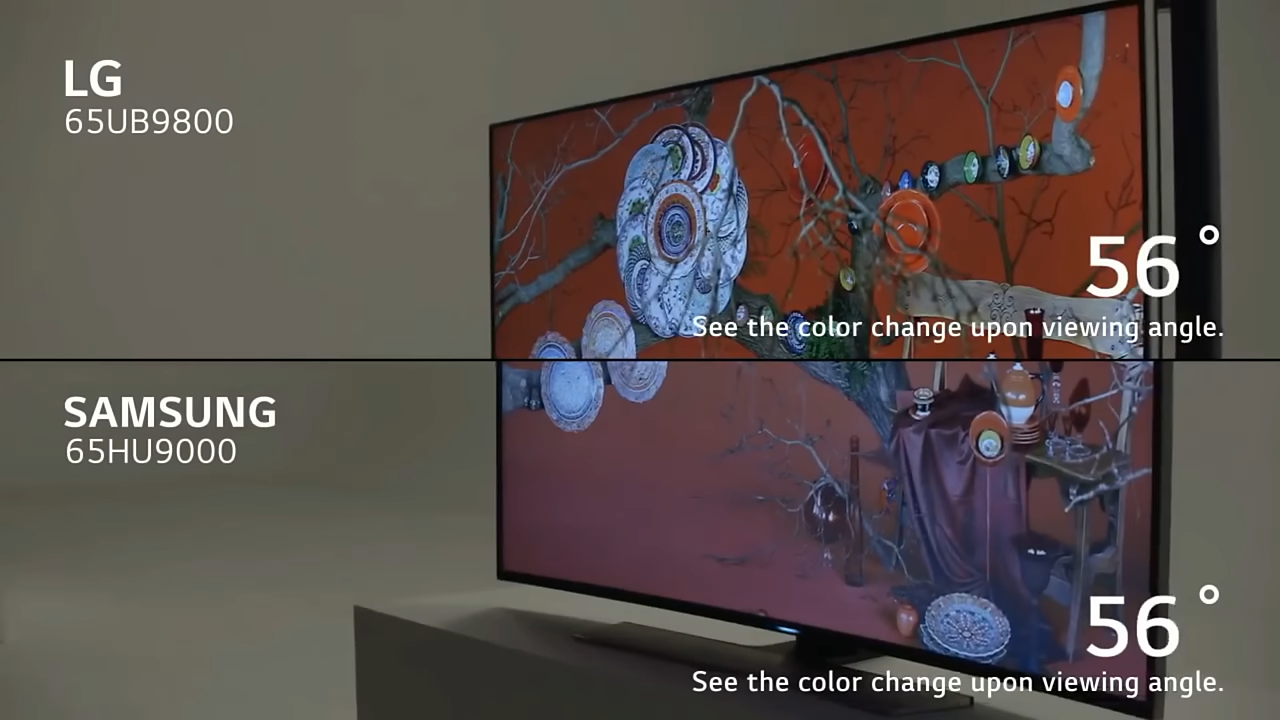 LG
65UB9800
56°
See the color change upon viewing angle.
SAMSUNG
65HU9000
56°
See the color change upon viewing angle.